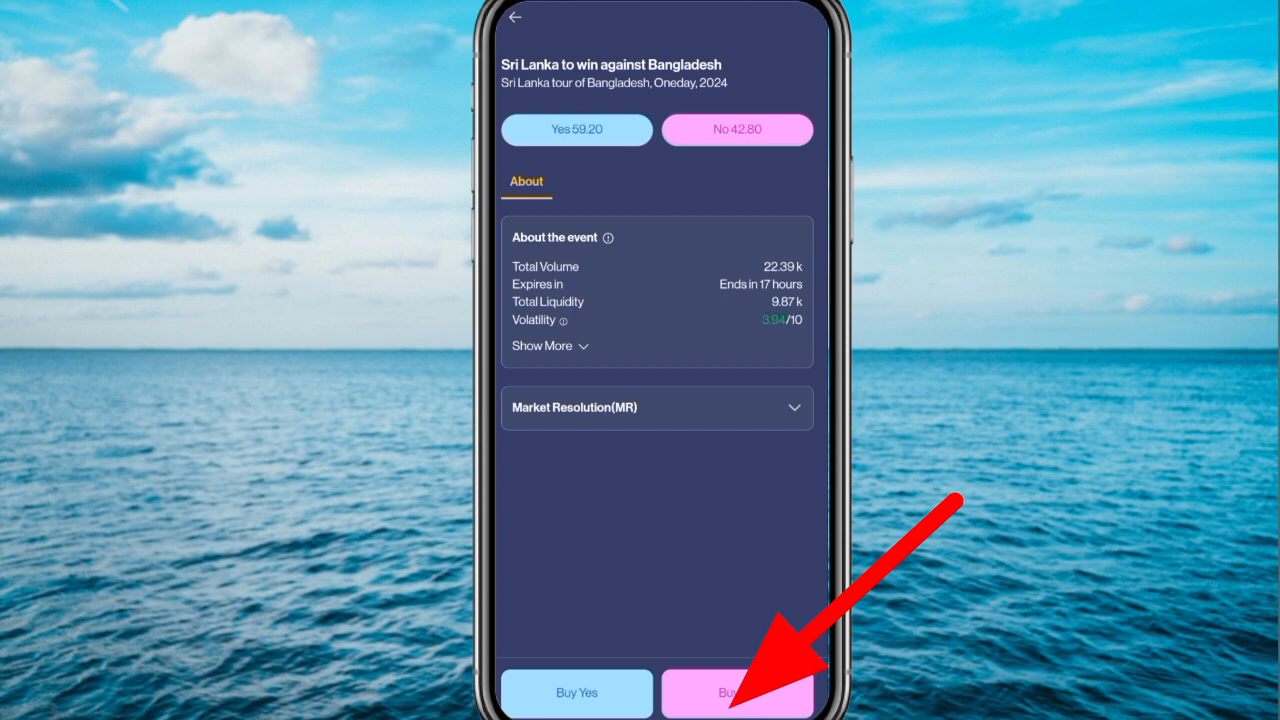 Sri Lanka to win against Bangladesh
Sri Lanka tour of Bangladesh, Oneday, 2024
Yes 59.20
No 42.80
About
About the event
Total Volume 22.39 k
Expires in Ends in 17 hours
Total Liquidity 9.87 k
Volatility 3.94/10
Show More
Market Resolution(MR)
Buy Yes